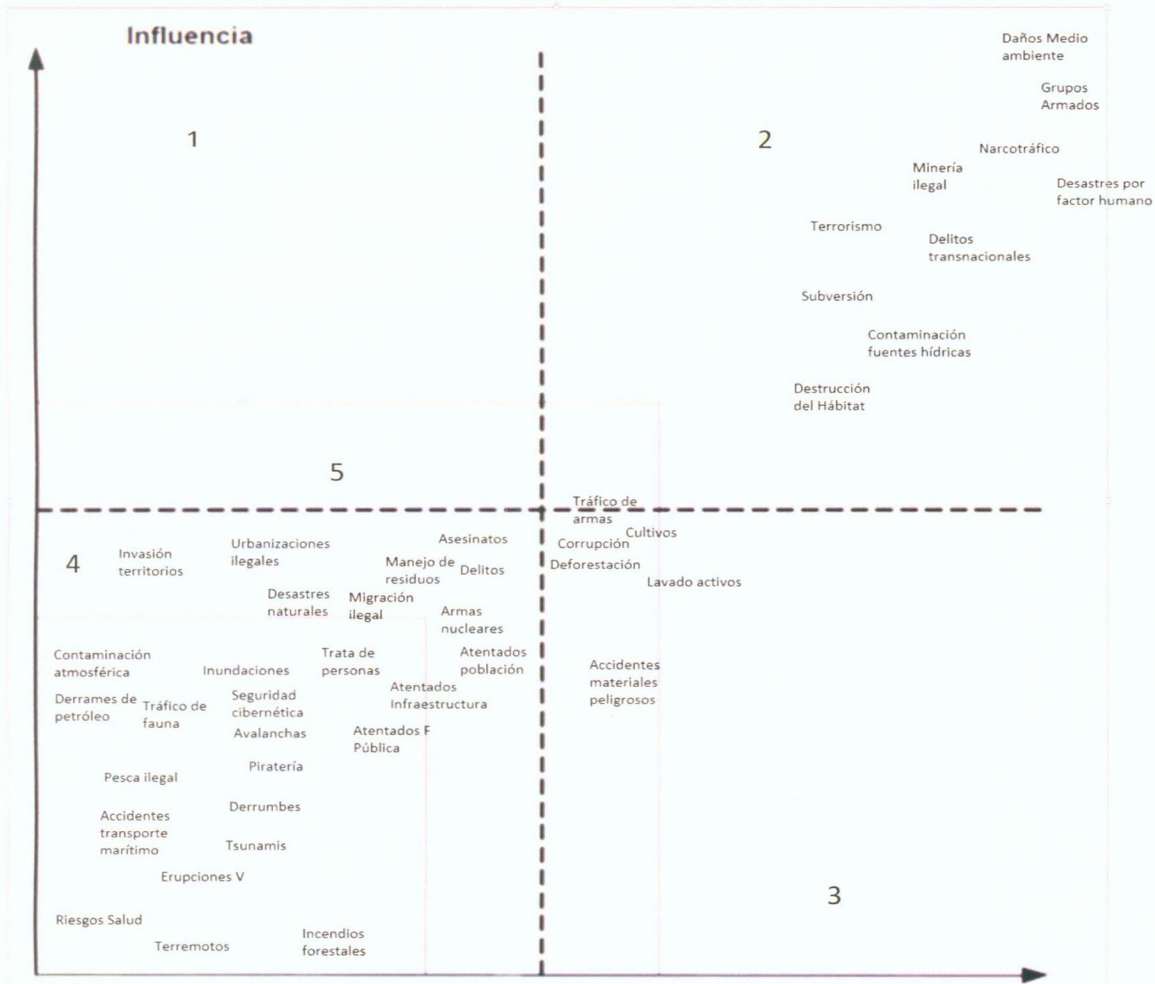 Influencia
Daños Medio
ambiente
Grupos
Armados
1
2
Narcotráfico
Minería
ilegal
Desastres por
factor humano
Terrorismo
Delitos
transnacionales
Subversión
Contaminación
fuentes hídricas
Destrucción
del Hábitat
5
Tráfico de
armas
Cultivos
Corrupción
Deforestación
Lavado activos
4
Invasión
territorios
Urbanizaciones
ilegales
Asesinatos
Manejo de
residuos
Delitos
Desastres
naturales
Migración
ilegal
Armas
nucleares
Contaminación
atmosférica
Inundaciones
Trata de
personas
Atentados
población
Accidentes
materiales
peligrosos
Derrames de
petróleo
Tráfico de
fauna
Seguridad
cibernética
Atentados
Infraestructura
Avalanchas
Atentados F
Pública
Pesca ilegal
Piratería
Accidentes
transporte
marítimo
Derrumbes
Tsunamis
Erupciones V
3
Riesgos Salud
Terremotos
Incendios
forestales